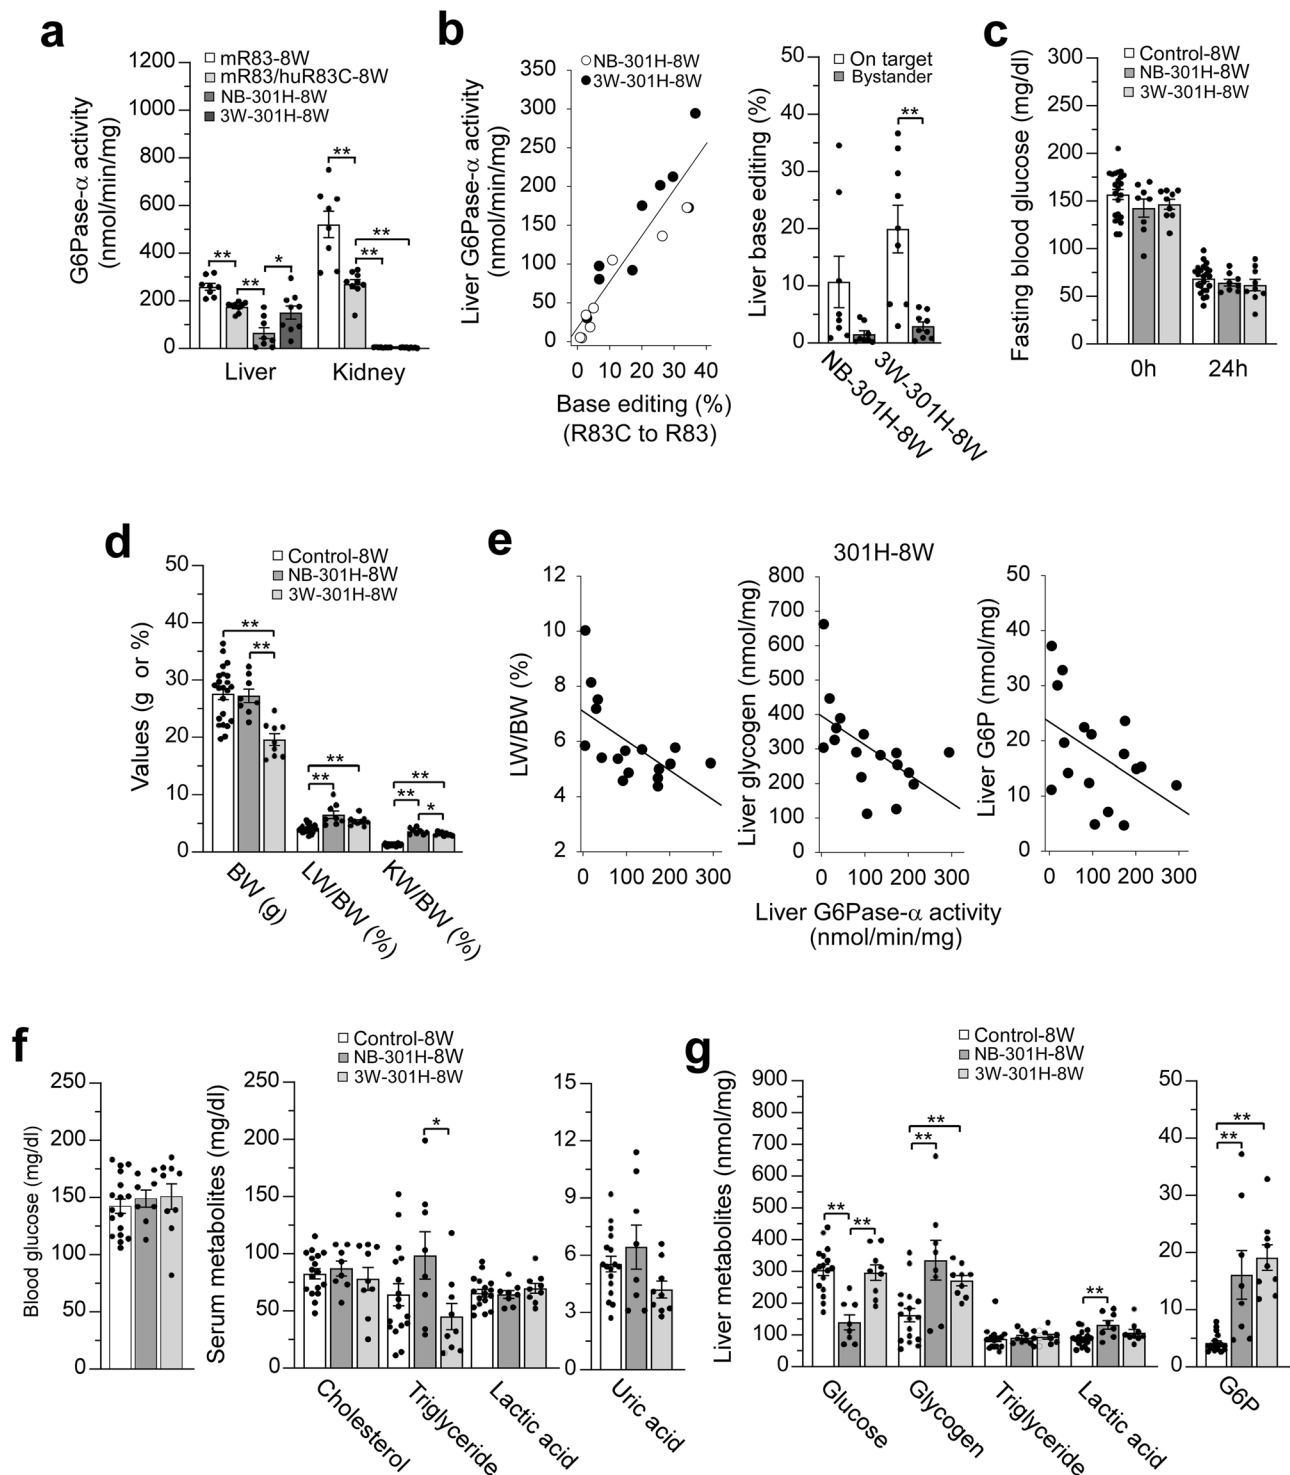 a
G6Pase-α activity
(nmol/min/mg)
1200
1000
800
600
400
200
0
mR83-8W
mR83/huR83C-8W
NB-301H-8W
3W-301H-8W
**
**
*
**
**
**
Liver
Kidney
b
Liver G6Pase-α activity
(nmol/min/mg)
350
300
250
200
150
100
50
0
NB-301H-8W
3W-301H-8W
0
10
20
30
40
Base editing (%)
(R83C to R83)
Liver base editing (%)
50
40
30
20
10
0
On target
Bystander
**
NB-301H-8W
3W-301H-8W
c
Fasting blood glucose (mg/dl)
300
250
200
150
100
50
0
Control-8W
NB-301H-8W
3W-301H-8W
0h
24h
d
Values (g or %)
50
40
30
20
10
0
Control-8W
NB-301H-8W
3W-301H-8W
**
**
**
**
**
**
*
BW (g)
LW/BW (%)
KW/BW (%)
e
301H-8W
LW/BW (%)
12
10
8
6
4
2
0
100
200
300
Liver glycogen (nmol/mg)
800
700
600
500
400
300
200
100
0
0
100
200
300
Liver G6P (nmol/mg)
50
40
30
20
10
0
0
100
200
300
Liver G6Pase-α activity
(nmol/min/mg)
f
Blood glucose (mg/dl)
250
200
150
100
50
0
Control-8W
NB-301H-8W
3W-301H-8W
Serum metabolites (mg/dl)
250
200
150
100
50
0
*
Cholesterol
Triglyceride
Lactic acid
15
12
9
6
3
0
Uric acid
g
Control-8W
NB-301H-8W
3W-301H-8W
Liver metabolites (nmol/mg)
900
800
700
600
500
400
300
200
100
0
**
**
**
**
**
Glucose
Glycogen
Triglyceride
Lactic acid
50
40
30
20
10
0
**
**
G6P